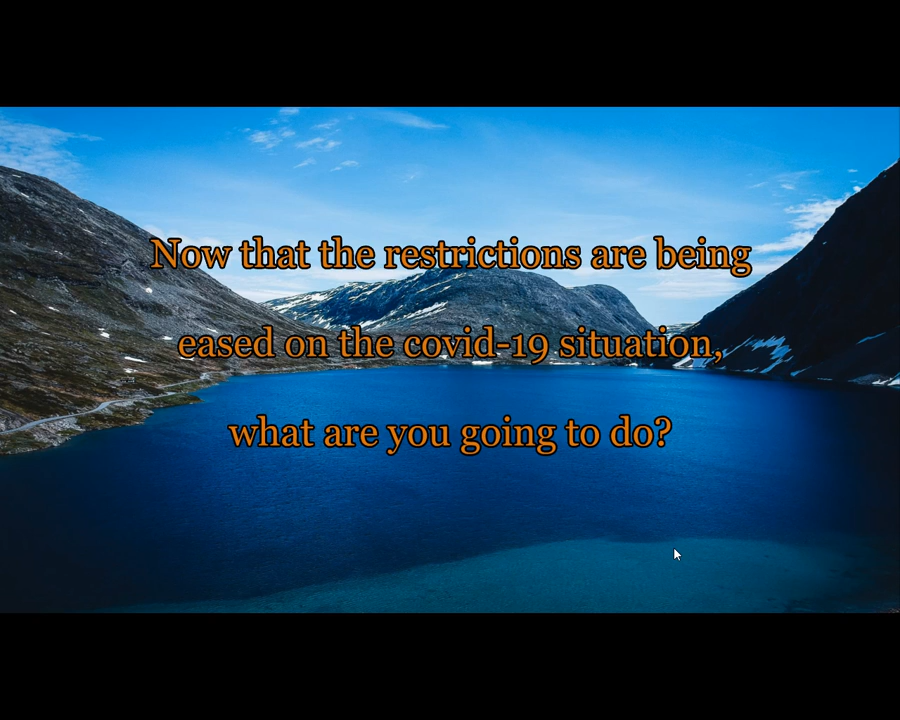 Now that the restrictions are being
eased on the covid-19 situation,
what are you going to do?